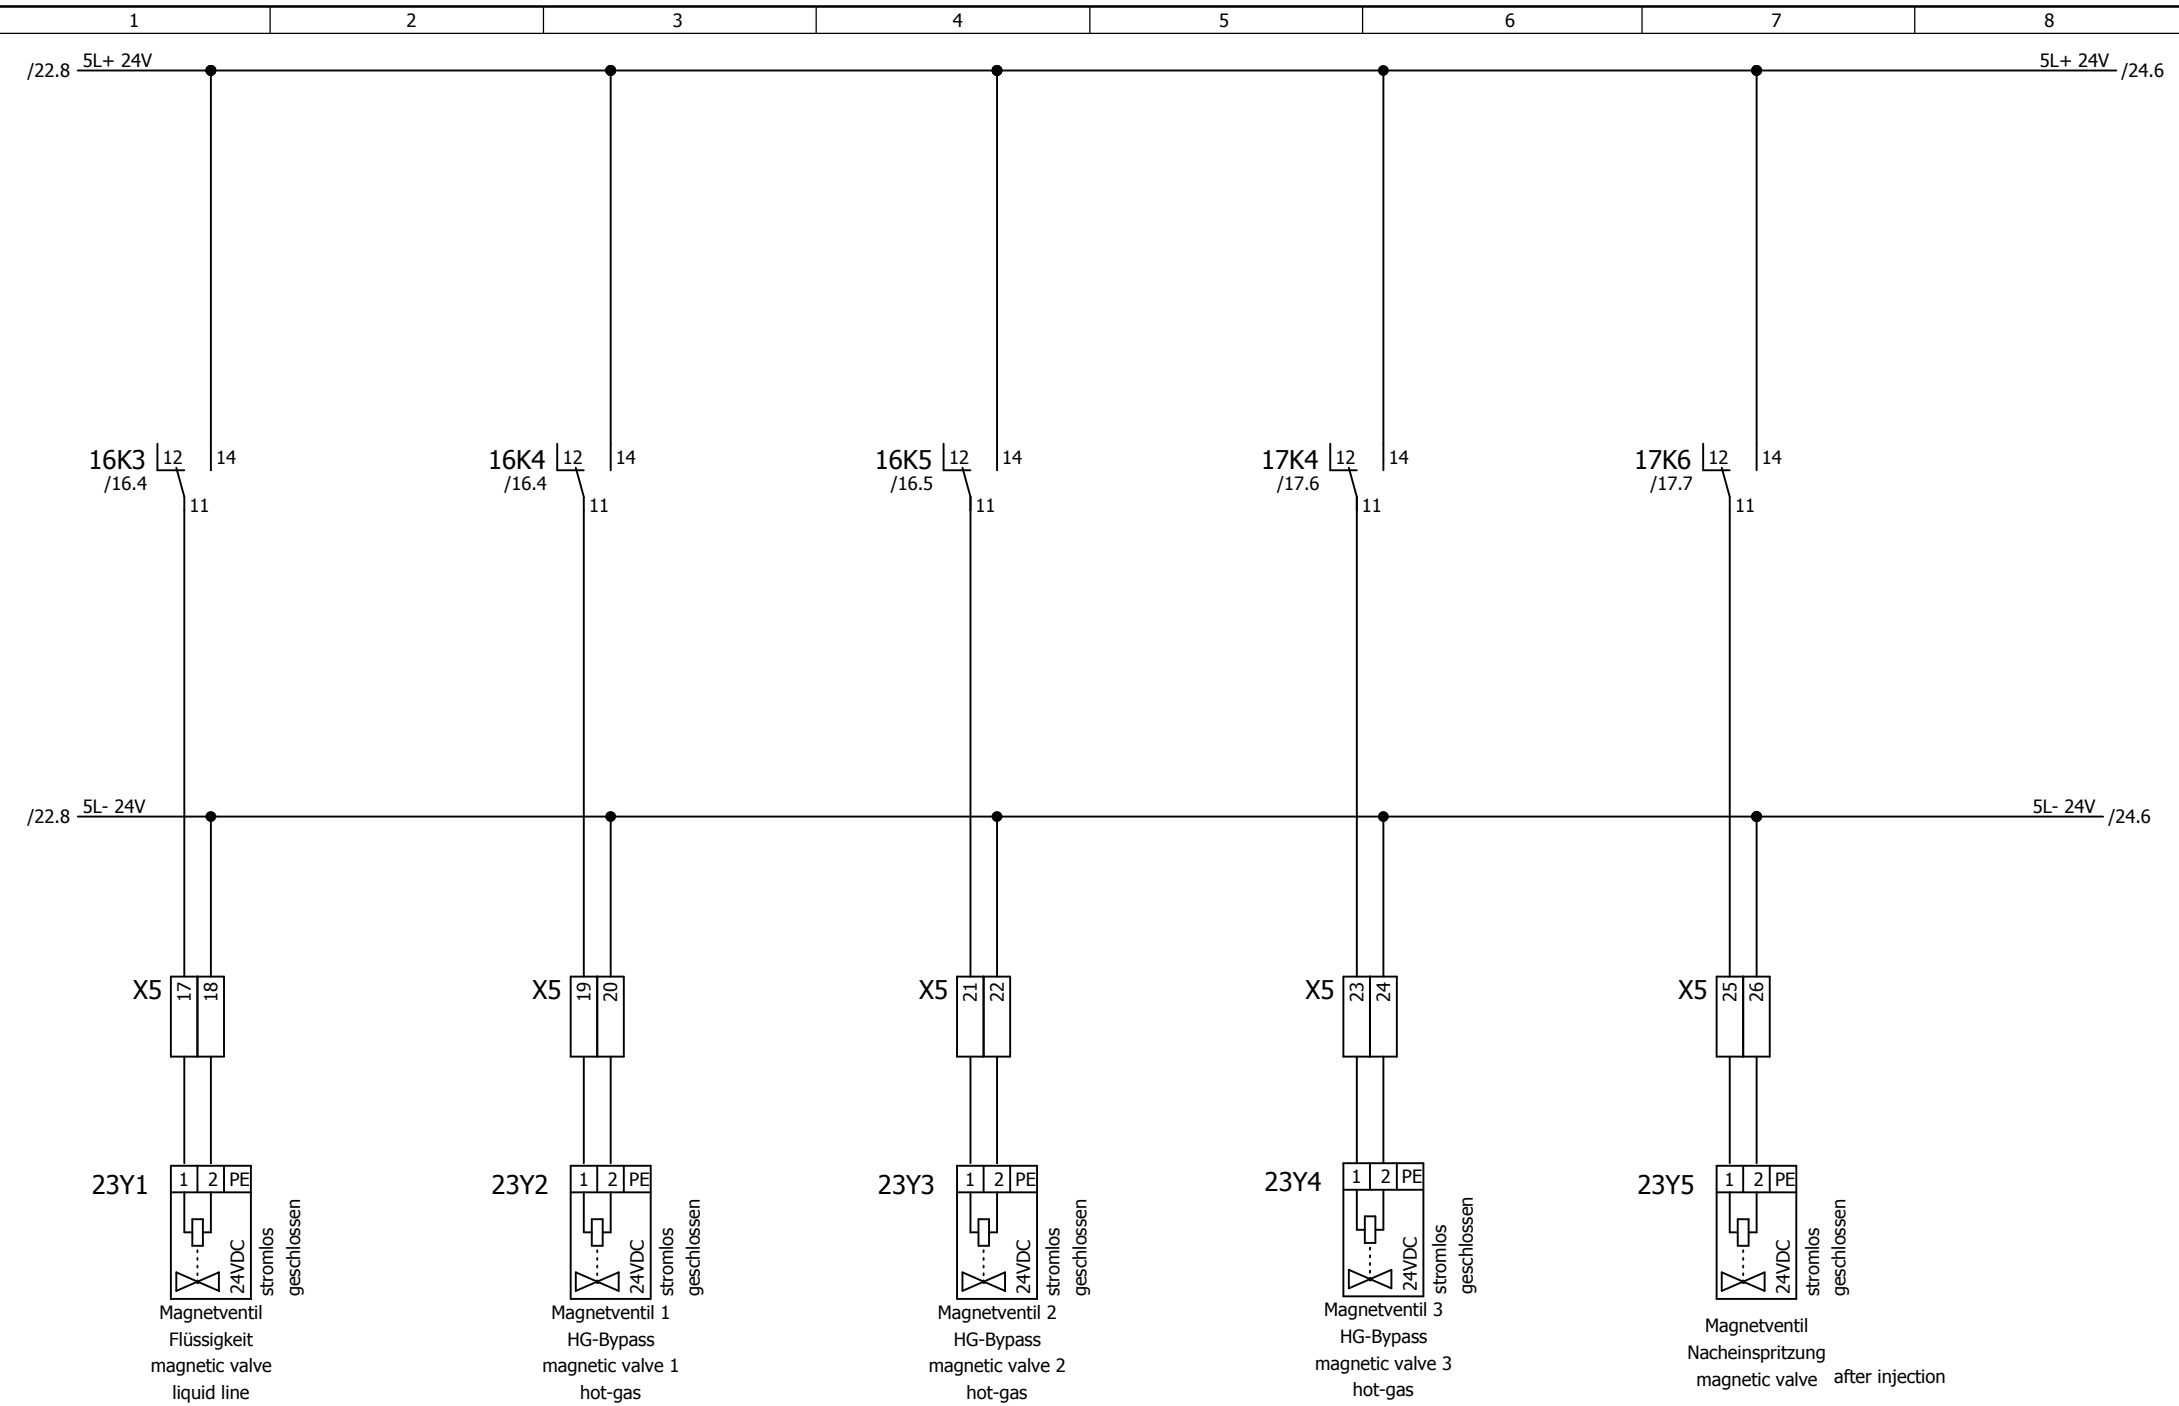 1 2 3 4 5 6 7 8
/22.8 5L+ 24V 5L+ 24V /24.6
16K3 12 14 16K4 12 14 16K5 12 14 17K4 12 14 17K6 12 14
/16.4 /16.4 /16.5 /17.6 /17.7
11 11 11 11 11
/22.8 5L- 24V 5L- 24V /24.6
X5 17 18 X5 19 20 X5 21 22 X5 23 24 X5 25 26
23Y1 1 2 PE 23Y2 1 2 PE 23Y3 1 2 PE 23Y4 1 2 PE 23Y5 1 2 PE
24VDC stromlos geschlossen 24VDC stromlos geschlossen 24VDC stromlos geschlossen 24VDC stromlos geschlossen 24VDC stromlos geschlossen
Magnetventil
Flüssigkeit
magnetic valve
liquid line
Magnetventil 1
HG-Bypass
magnetic valve 1
hot-gas
Magnetventil 2
HG-Bypass
magnetic valve 2
hot-gas
Magnetventil 3
HG-Bypass
magnetic valve 3
hot-gas
Magnetventil
Nacheinspritzung
magnetic valve after injection